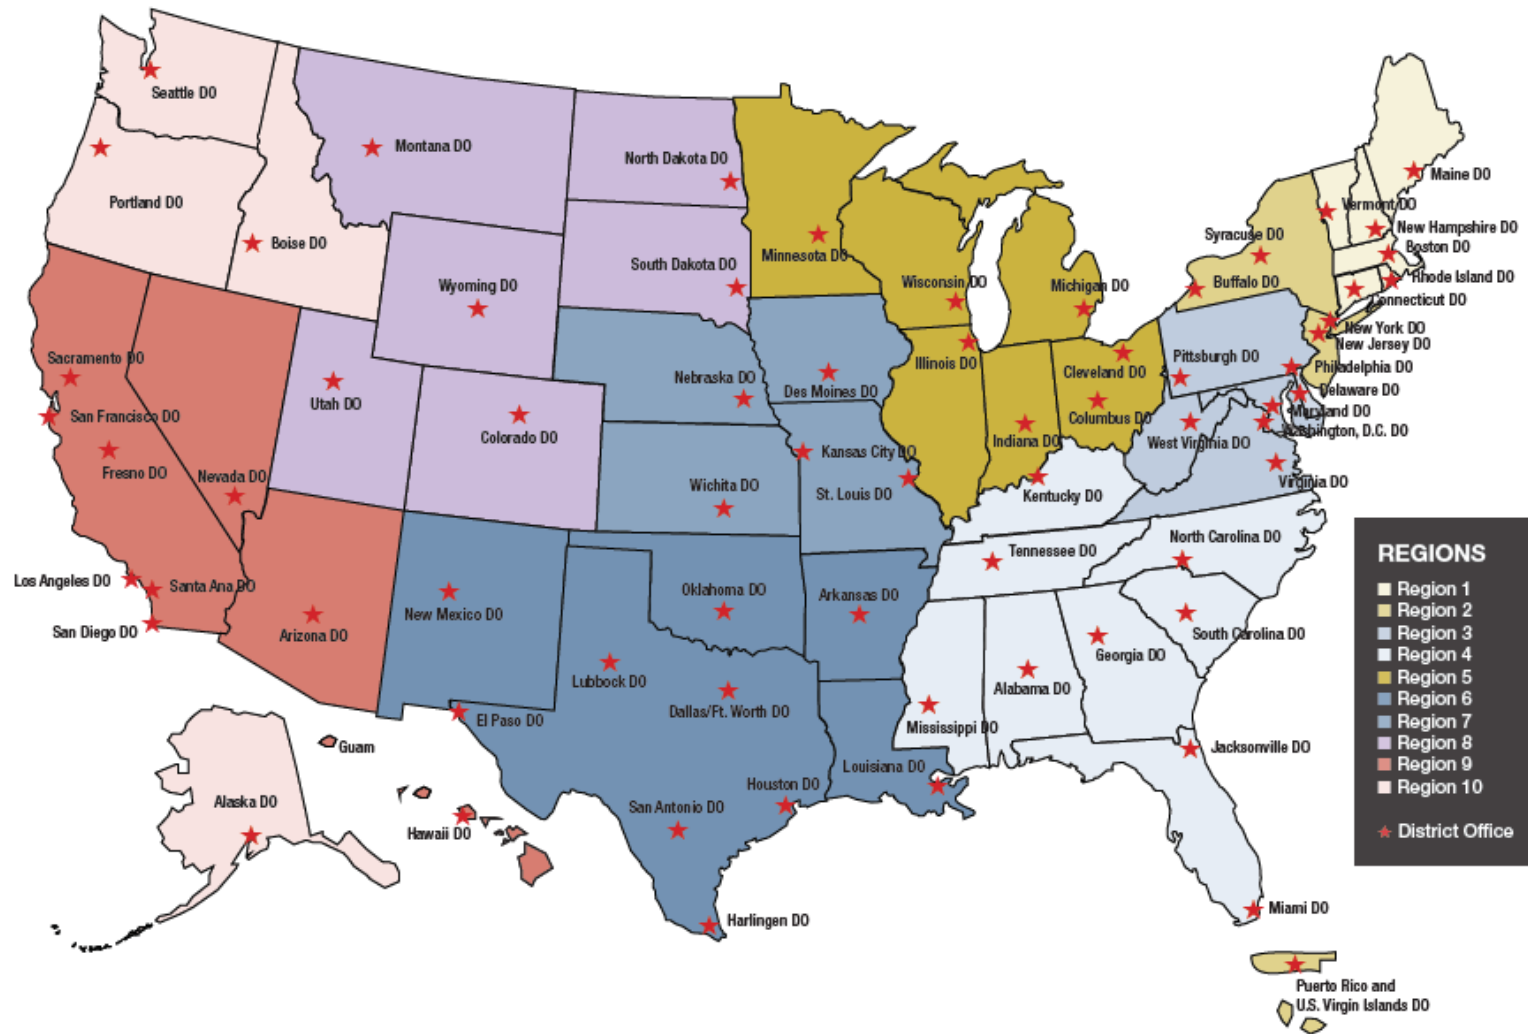 Seattle DO
Montana DO
North Dakota DO
Maine DO
Portland DO
Vermont DO
New Hampshire DO
Boise DO
Minnesota DO
Syracuse DO
Boston DO
South Dakota DO
Wyoming DO
Wisconsin DO
Michigan DO
Buffalo DO
Rhode Island DO
Connecticut DO
New York DO
New Jersey DO
Sacramento DO
Utah DO
Nebraska DO
Des Moines DO
Illinois DO
Cleveland DO
Pittsburgh DO
Philadelphia DO
Delaware DO
San Francisco DO
Colorado DO
Columbus DO
Maryland DO
Washington, D.C. DO
Fresno DO
Nevada DO
Kansas City DO
Indiana DO
West Virginia DO
Wichita DO
St. Louis DO
Kentucky DO
Virginia DO
Los Angeles DO
Santa Ana DO
San Diego DO
Arizona DO
New Mexico DO
Oklahoma DO
Arkansas DO
Tennessee DO
North Carolina DO
South Carolina DO
Lubbock DO
Dallas/Ft. Worth DO
Georgia DO
Alabama DO
Mississippi DO
El Paso DO
Guam
Louisiana DO
Jacksonville DO
Alaska DO
Hawaii DO
San Antonio DO
Houston DO
Harlingen DO
Miami DO
Puerto Rico and
U.S. Virgin Islands DO
REGIONS
Region 1
Region 2
Region 3
Region 4
Region 5
Region 6
Region 7
Region 8
Region 9
Region 10
District Office